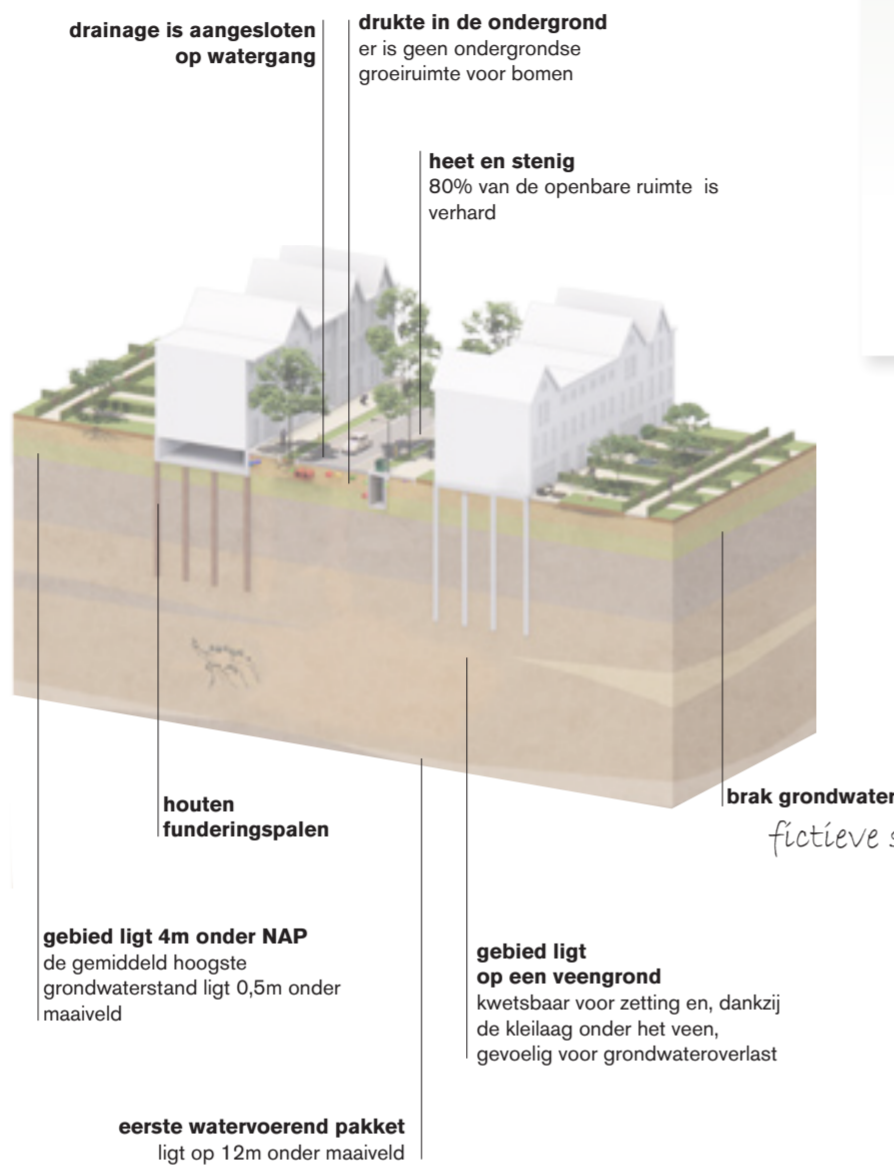 drainage is aangesloten
op watergang
drukte in de ondergrond
er is geen ondergrondse
groeiruimte voor bomen
heet en stenig
80% van de openbare ruimte is
verhard
houten
funderingspalen
brak grondwater
fictieve
gebied ligt 4m onder NAP
de gemiddeld hoogste
grondwaterstand ligt 0,5m onder
maaiveld
gebied ligt
op een veengrond
kwetsbaar voor zetting en, dankzij
de kleilaag onder het veen,
gevoelig voor grondwateroverlast
eerste watervoerend pakket
ligt op 12m onder maaiveld